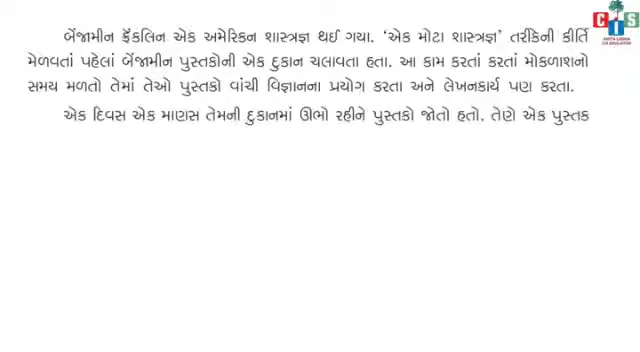 બેંજામીન ફ્રેંકલિન એક અમેરિકન શાસ્ત્રજ્ઞ થઈ ગયા. ‘એક મોટા શાસ્ત્રજ્ઞ’ તરીકેની કીર્તિ
મેળવતાં પહેલાં બેંજામીન પુસ્તકોની એક દુકાન ચલાવતા હતા. આ કામ કરતાં કરતાં મોકળાશનો
સમય મળતો તેમાં તેઓ પુસ્તકો વાંચી વિજ્ઞાનના પ્રયોગ કરતા અને લેખનકાર્ય પણ કરતા.
એક દિવસ એક માણસ તેમની દુકાનમાં ઊભો રહીને પુસ્તકો જોતો હતો. તેણે એક પુસ્તક
CIS